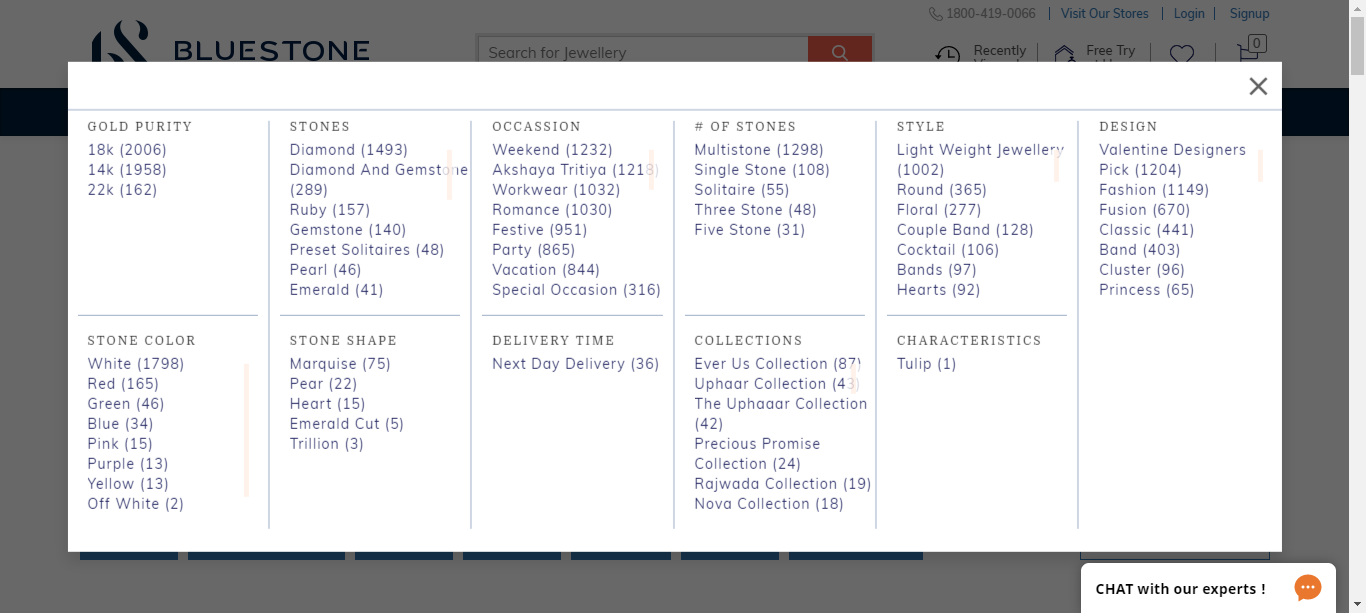 1800-419-0066 | Visit Our Stores | Login | Signup
BLUESTONE
Search for Jewellery
Recently
Free Try
0
GOLD PURITY
18k (2006)
14k (1958)
22k (162)
STONES
Diamond (1493)
Diamond And Gemstone
(289)
Ruby (157)
Gemstone (140)
Preset Solitaires (48)
Pearl (46)
Emerald (41)
OCCASSION
Weekend (1232)
Akshaya Tritiya (1218)
Workwear (1032)
Romance (1030)
Festive (951)
Party (865)
Vacation (844)
Special Occasion (316)
# OF STONES
Multistone (1298)
Single Stone (108)
Solitaire (55)
Three Stone (48)
Five Stone (31)
STYLE
Light Weight Jewellery
(1002)
Round (365)
Floral (277)
Couple Band (128)
Cocktail (106)
Bands (97)
Hearts (92)
DESIGN
Valentine Designers
Pick (1204)
Fashion (1149)
Fusion (670)
Classic (441)
Band (403)
Cluster (96)
Princess (65)
STONE COLOR
White (1798)
Red (165)
Green (46)
Blue (34)
Pink (15)
Purple (13)
Yellow (13)
Off White (2)
STONE SHAPE
Marquise (75)
Pear (22)
Heart (15)
Emerald Cut (5)
Trillion (3)
DELIVERY TIME
Next Day Delivery (36)
COLLECTIONS
Ever Us Collection (87)
Uphaar Collection (43)
The Uphaaar Collection
(42)
Precious Promise
Collection (24)
Rajwada Collection (19)
Nova Collection (18)
CHARACTERISTICS
Tulip (1)
CHAT with our experts !